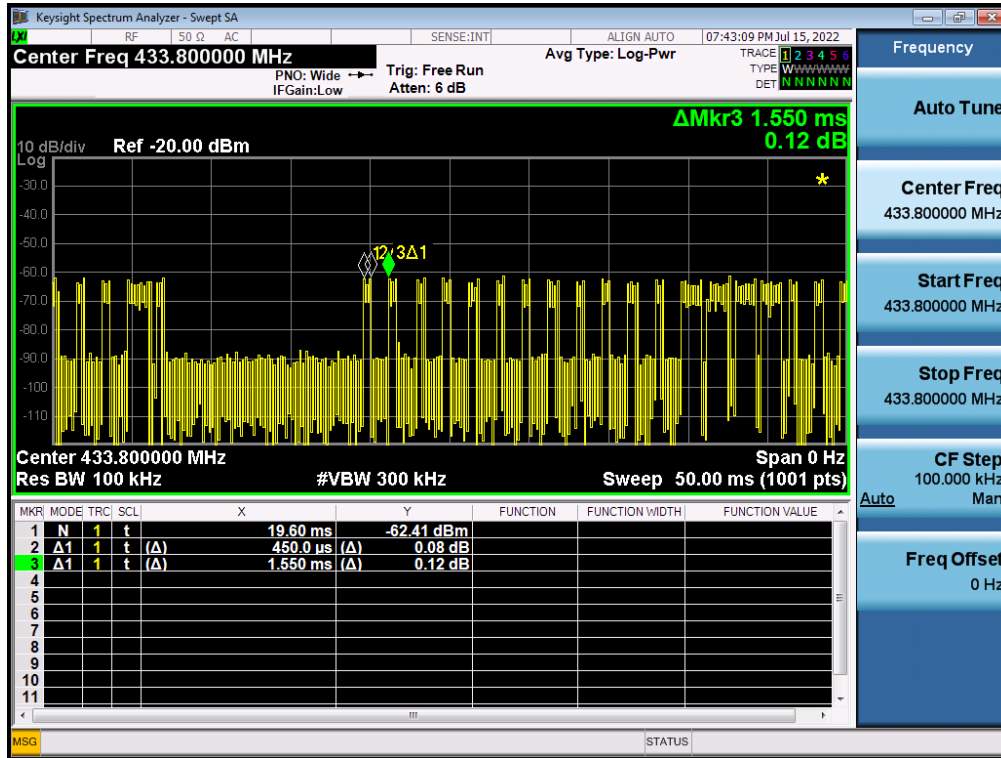 Keysight Spectrum Analyzer - Swept SA
LXI RF 50 Ω AC SENSE:INT ALIGN AUTO 07:43:09 PM Jul 15, 2022
Center Freq 433.800000 MHz
PNO: Wide
IFGain:Low
Trig: Free Run
Atten: 6 dB
Avg Type: Log-Pwr
TRACE 1 2 3 4 5 6
TYPE W W W W W W
DET N N N N N N
ΔMkr3 1.550 ms
0.12 dB
10 dB/div Ref -20.00 dBm
Log
-30.0
-40.0
-50.0
-60.0
-70.0
-80.0
-90.0
-100
-110
3Δ1
Center 433.800000 MHz Span 0 Hz
Res BW 100 kHz #VBW 300 kHz Sweep 50.00 ms (1001 pts)
MKR MODE TRC SCL X Y FUNCTION FUNCTION WIDTH FUNCTION VALUE
1 N 1 t 19.60 ms -62.41 dBm
2 Δ1 1 t (Δ) 450.0 µs (Δ) 0.08 dB
3 Δ1 1 t (Δ) 1.550 ms (Δ) 0.12 dB
4
5
6
7
8
9
10
11
MSG STATUS
Frequency
Auto Tune
Center Freq
433.800000 MHz
Start Freq
433.800000 MHz
Stop Freq
433.800000 MHz
CF Step
100.000 kHz
Auto Man
Freq Offset
0 Hz